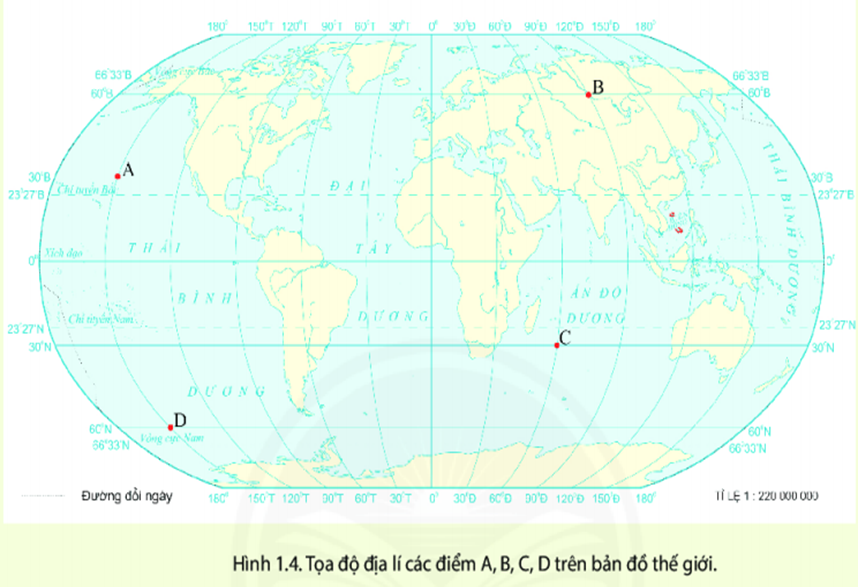 180° 150°T 120°T 90°T 60°T 30°T 0° 30°Đ 60°Đ 90°Đ 120°Đ 150°Đ 180°
66°33'B 66°33'B
60°B B 60°B
A
30°B 30°B
Chí tuyến Bắc ĐẠI
23°27'B 23°27'B
THÁI BÌNH DƯƠNG
Xích đạo THÁI TÂY
0° 0°
BÌNH ẤN ĐỘ
Chí tuyến Nam DƯƠNG DƯƠNG
23°27'N 23°27'N
30°N C 30°N
DƯƠNG
D
60°N 60°N
Vòng cực Nam
66°33'N 66°33'N
180° 150°T 120°T 90°T 60°T 30°T 0° 30°Đ 60°Đ 90°Đ 120°Đ 150°Đ 180°
Đường đổi ngày TỈ LỆ 1 : 220 000 000
Hình 1.4. Tọa độ địa lí các điểm A, B, C, D trên bản đồ thế giới.